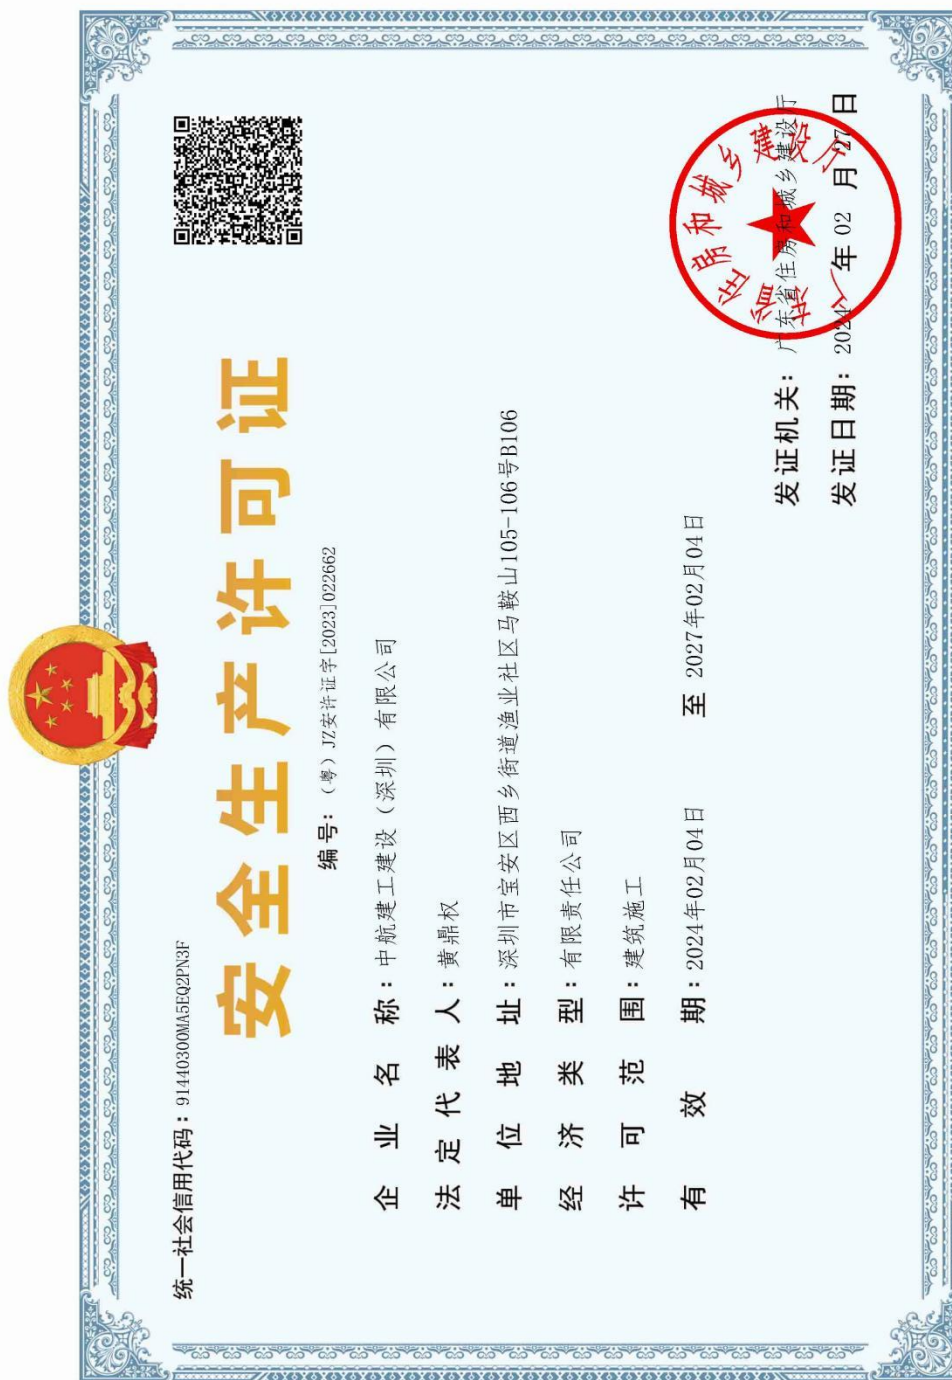 统一社会信用代码：91440300MA5EQ2PN3F
安全生产许可证
编号：（粤）JZ安许证字[2023]022662
企业名称：中航建工建设（深圳）有限公司
法定代表人：黄鼎权
单位地址：深圳市宝安区西乡街道渔业社区马鞍山105-106号B106
经济类型：有限责任公司
许可范围：建筑施工
有效期：2024年02月04日 至 2027年02月04日
发证机关：广东省住房和城乡建设厅
发证日期：2024年02月27日
省住房和城乡建设厅